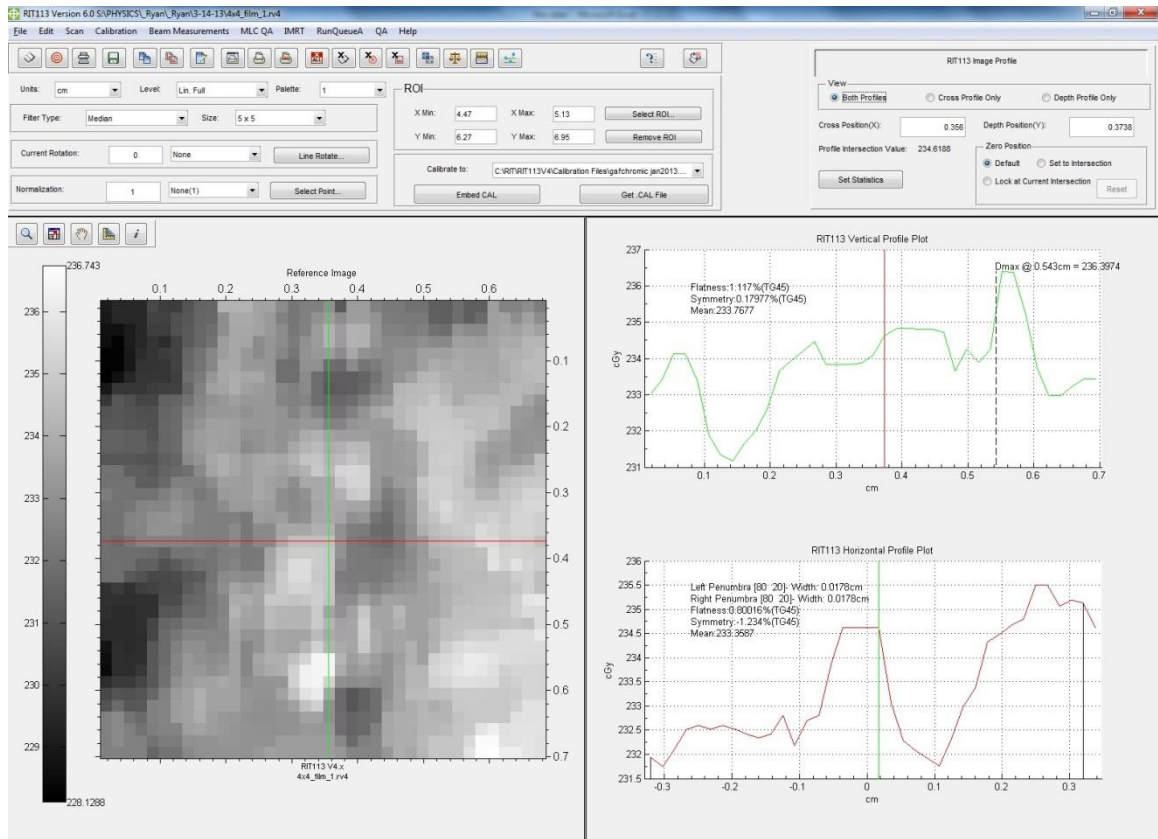 RIT113 Version 6.0 S:\PHYSICS\_Ryan\_Ryan\3-14-13\4x4_film_1.rv4
File Edit Scan Calibration Beam Measurements MLC QA IMRT RunQueueA QA Help
Units: cm Level: Lin. Full Palette: 1
Filter Type: Median Size: 5 x 5
Current Rotation: 0 None Line Rotate...
Normalization: 1 None(1) Select Point...
ROI
X Min: 4.47 X Max: 5.13 Select ROI...
Y Min: 6.27 Y Max: 6.95 Remove ROI
Calibrate to: C:\RIT\RIT113V4\Calibration Files\gafchromic jan2013....
Embed CAL Get .CAL File
RIT113 Image Profile
View
Both Profiles Cross Profile Only Depth Profile Only
Cross Position(X): 0.356 Depth Position(Y): 0.3738
Profile Intersection Value: 234.6188
Zero Position
Default Set to Intersection
Lock at Current Intersection Reset
Set Statistics
236.743
236
235
234
233
232
231
230
229
228.1288
Reference Image
0.1 0.2 0.3 0.4 0.5 0.6
0.1
0.2
0.3
0.4
0.5
0.6
0.7
RIT113 V4.x
4x4_film_1.rv4
RIT113 Vertical Profile Plot
Dmax @ 0.543cm = 236.3974
Flatness:1.117%(TG45)
Symmetry:0.17977%(TG45)
Mean:233.7677
237
236
235
234
233
232
231
cGy
0.1 0.2 0.3 0.4 0.5 0.6 0.7
cm
RIT113 Horizontal Profile Plot
Left Penumbra [80 20]- Width: 0.0178cm
Right Penumbra [80 20]- Width: 0.0178cm
Flatness:0.80016%(TG45)
Symmetry:-1.234%(TG45)
Mean:233.3587
236
235.5
235
234.5
234
233.5
233
232.5
232
231.5
cGy
-0.3 -0.2 -0.1 0 0.1 0.2 0.3
cm